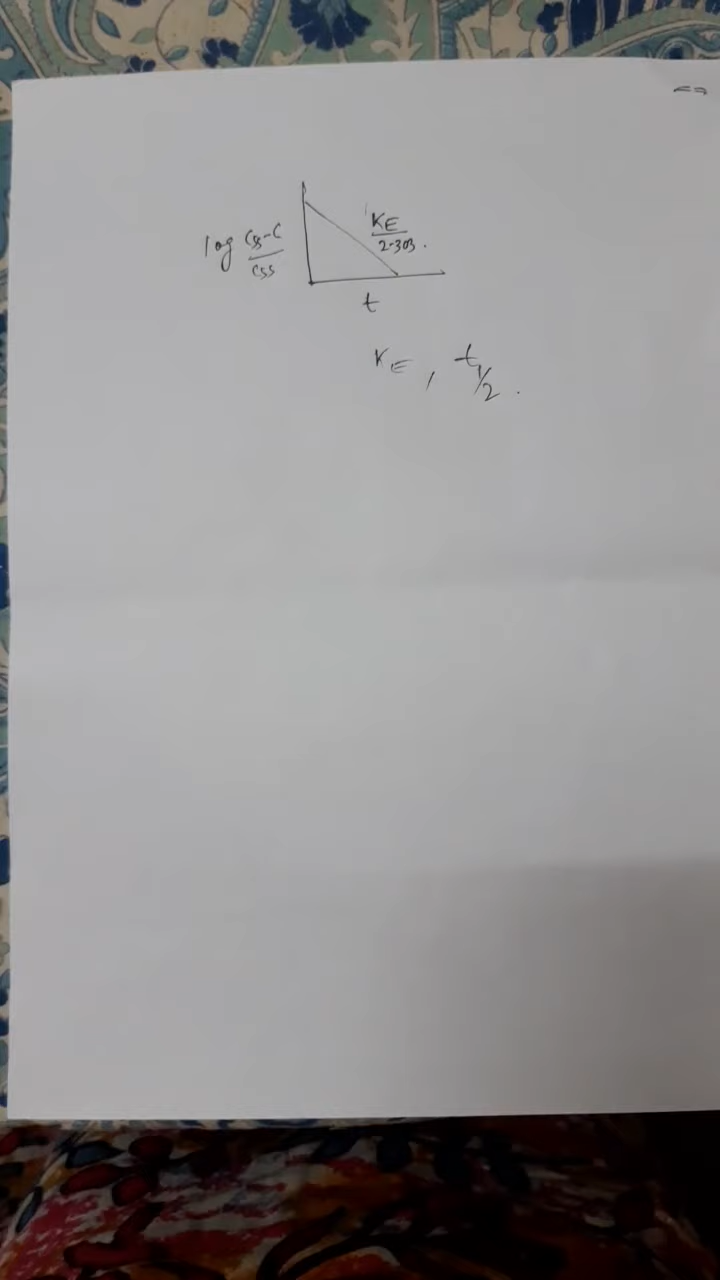 log Css-C / Css
KE / 2.303.
t
KE, t1/2.